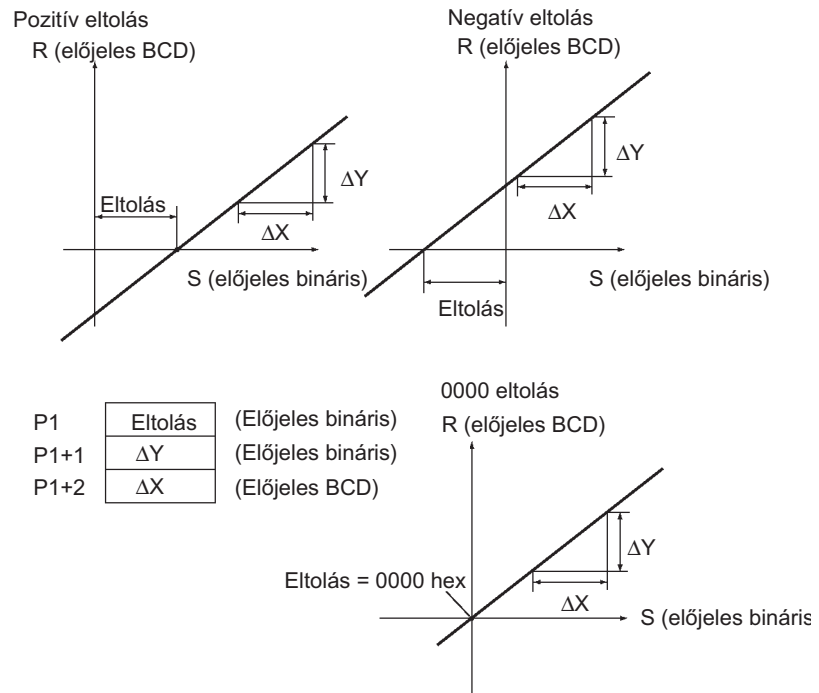 Pozitív eltolás
R (előjeles BCD)
Eltolás
ΔY
ΔX
S (előjeles bináris)
Negatív eltolás
R (előjeles BCD)
ΔY
ΔX
S (előjeles bináris)
Eltolás
P1 Eltolás (Előjeles bináris)
P1+1 ΔY (Előjeles bináris)
P1+2 ΔX (Előjeles BCD)
0000 eltolás
R (előjeles BCD)
ΔY
Eltolás = 0000 hex
ΔX
S (előjeles bináris